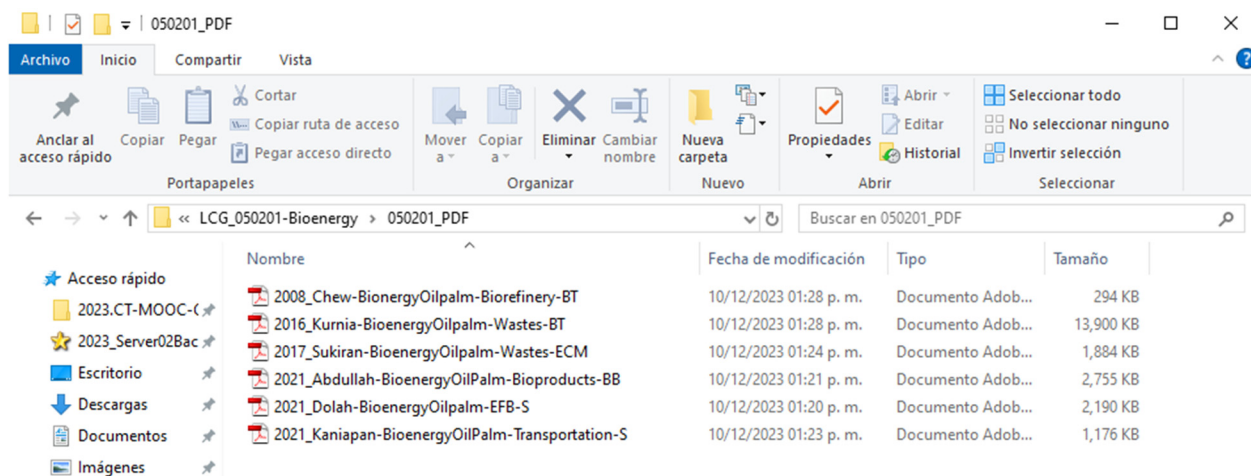 050201_PDF
Archivo Inicio Compartir Vista
Anclar al acceso rápido
Copiar
Pegar
Cortar
Copiar ruta de acceso
Pegar acceso directo
Portapapeles
Mover a
Copiar a
Eliminar
Cambiar nombre
Organizar
Nueva carpeta
Nuevo
Propiedades
Abrir
Editar
Historial
Abrir
Seleccionar todo
No seleccionar ninguno
Invertir selección
Seleccionar
« LCG_050201-Bioenergy > 050201_PDF
Buscar en 050201_PDF
Acceso rápido
2023.CT-MOOC-(
2023_Server02Bac
Escritorio
Descargas
Documentos
Imágenes
Nombre Fecha de modificación Tipo Tamaño
2008_Chew-BionergyOilpalm-Biorefinery-BT 10/12/2023 01:28 p. m. Documento Adob... 294 KB
2016_Kurnia-BioenergyOilpalm-Wastes-BT 10/12/2023 01:28 p. m. Documento Adob... 13,900 KB
2017_Sukiran-BioenergyOilpalm-Wastes-ECM 10/12/2023 01:24 p. m. Documento Adob... 1,884 KB
2021_Abdullah-BioenergyOilPalm-Bioproducts-BB 10/12/2023 01:21 p. m. Documento Adob... 2,755 KB
2021_Dolah-BioenergyOilpalm-EFB-S 10/12/2023 01:20 p. m. Documento Adob... 2,190 KB
2021_Kaniapan-BioenergyOilPalm-Transportation-S 10/12/2023 01:23 p. m. Documento Adob... 1,176 KB